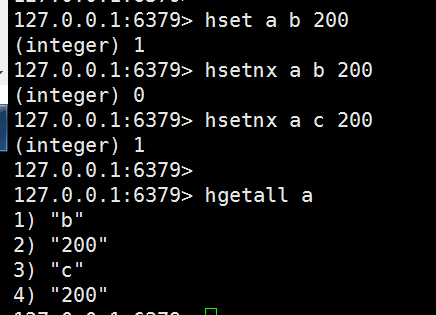 127.0.0.1:6379>
127.0.0.1:6379> hset a b 200
(integer) 1
127.0.0.1:6379> hsetnx a b 200
(integer) 0
127.0.0.1:6379> hsetnx a c 200
(integer) 1
127.0.0.1:6379>
127.0.0.1:6379> hgetall a
1) "b"
2) "200"
3) "c"
4) "200"
127.0.0.1:6379>